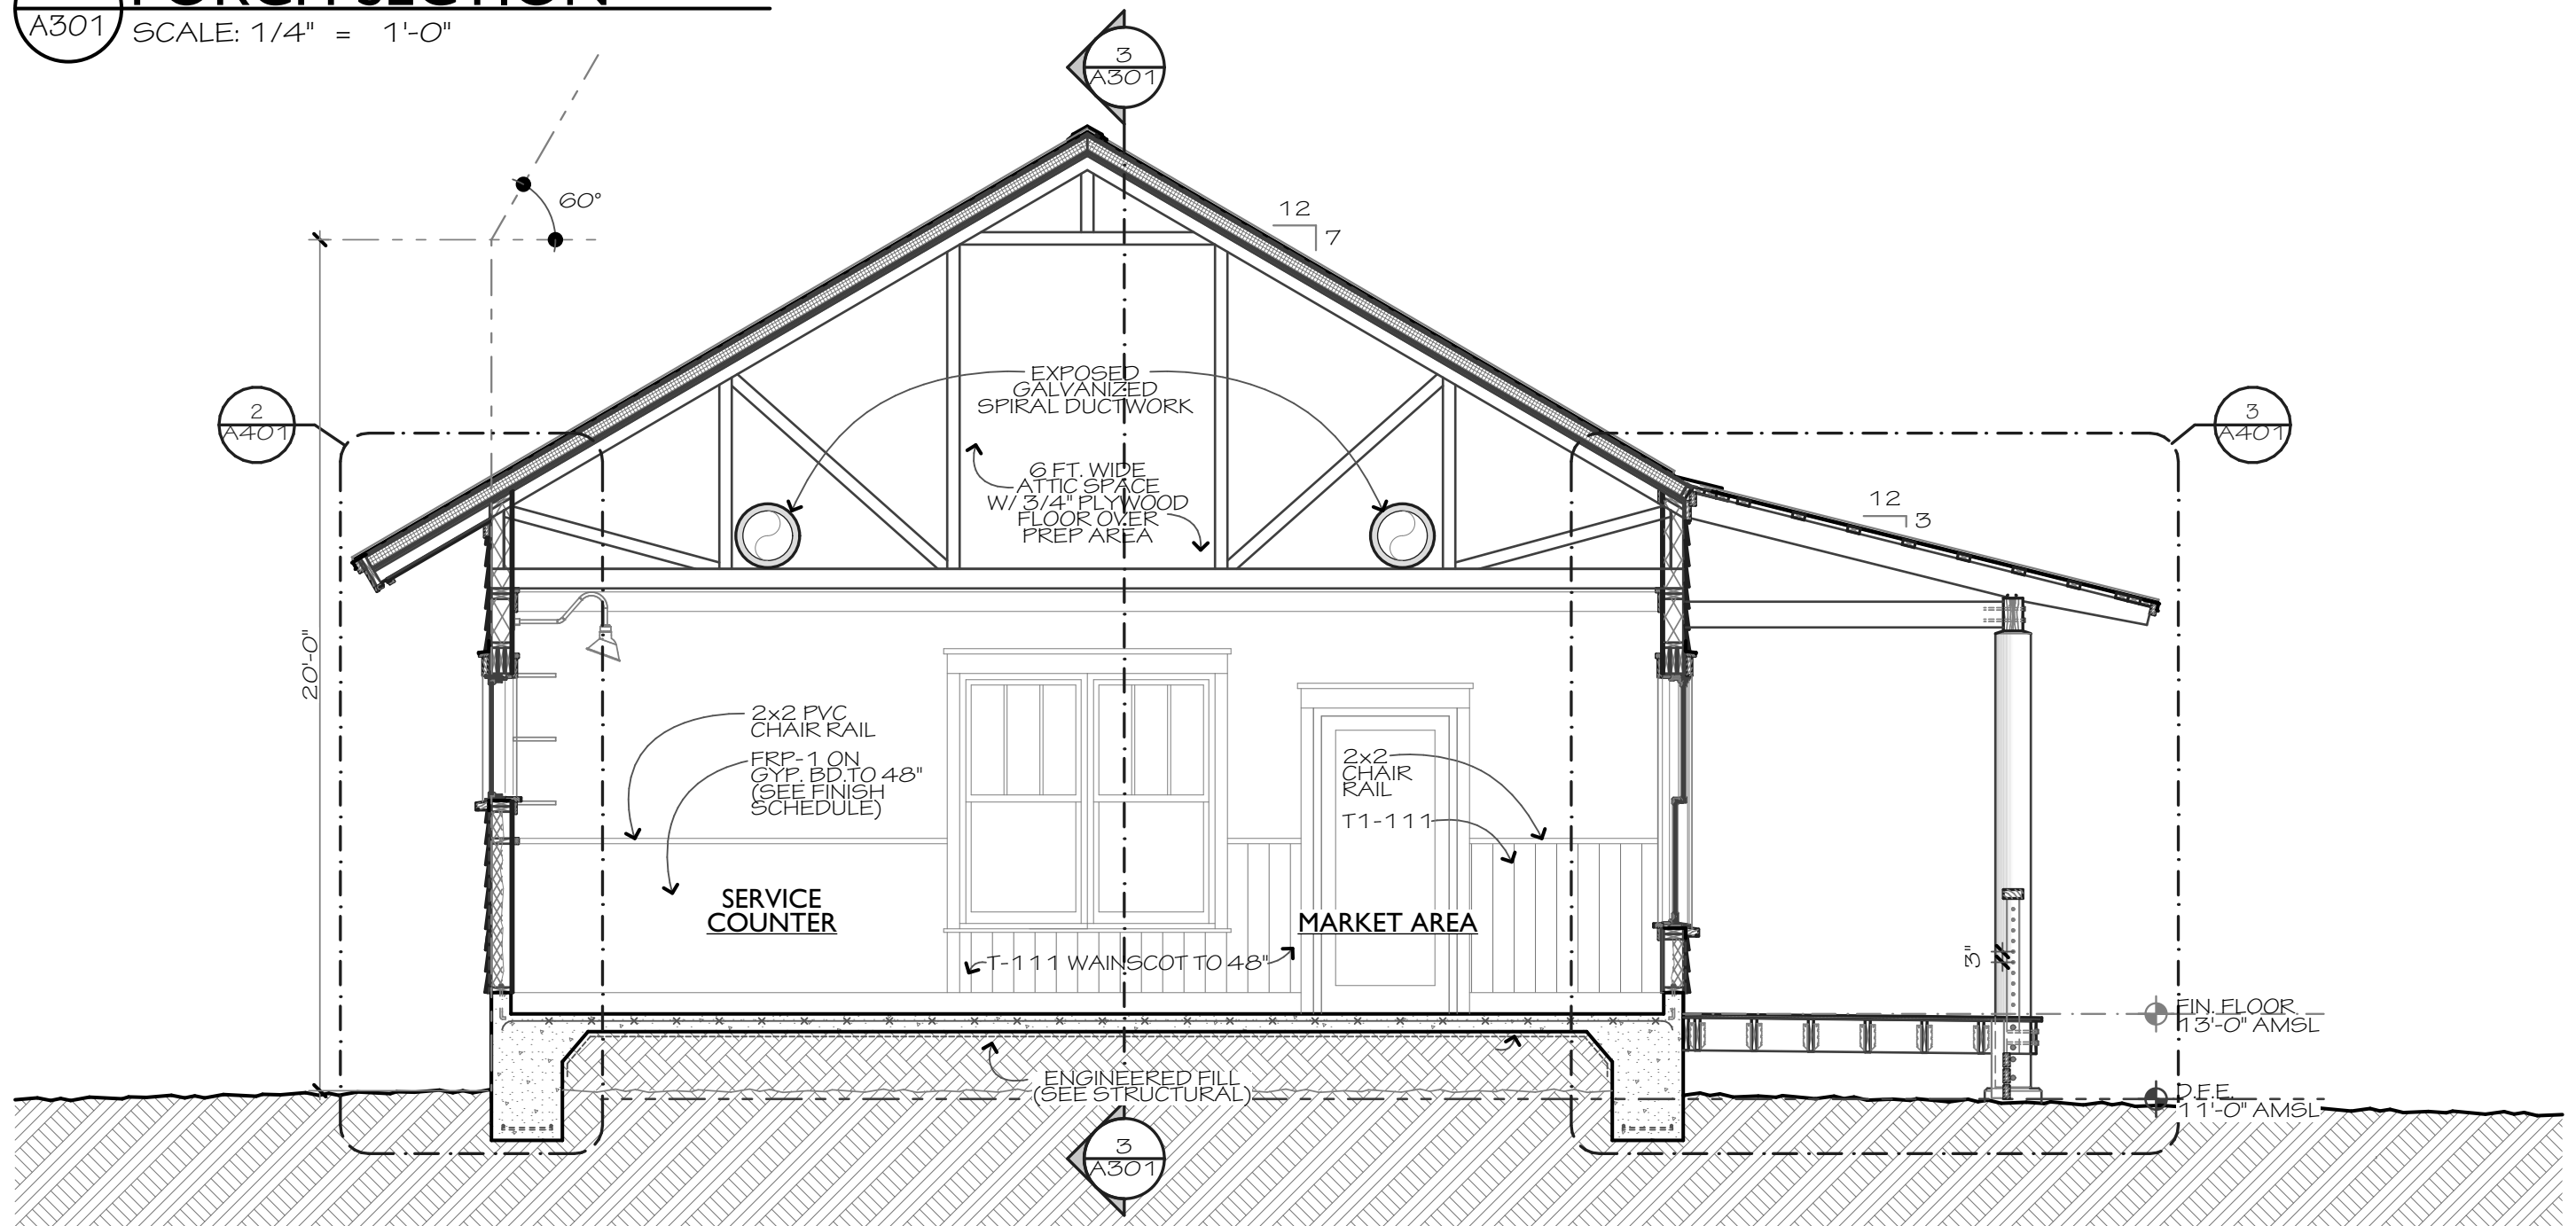 PORCH SECTION
A301
SCALE: 1/4" = 1'-0"
3
A301
60°
12
7
2
A401
EXPOSED
GALVANIZED
SPIRAL DUCTWORK
3
A401
6 FT. WIDE
ATTIC SPACE
W/ 3/4" PLYWOOD
FLOOR OVER
PREP AREA
12
3
20'-0"
2x2 PVC
CHAIR RAIL
FRP-1 ON
GYP. BD.TO 48"
(SEE FINISH
SCHEDULE)
2x2
CHAIR
RAIL
T1-111
SERVICE
COUNTER
MARKET AREA
T-111 WAINSCOT TO 48"
3"
FIN. FLOOR
13'-0" AMSL
ENGINEERED FILL
(SEE STRUCTURAL)
D.F.E.
11'-0" AMSL
3
A301